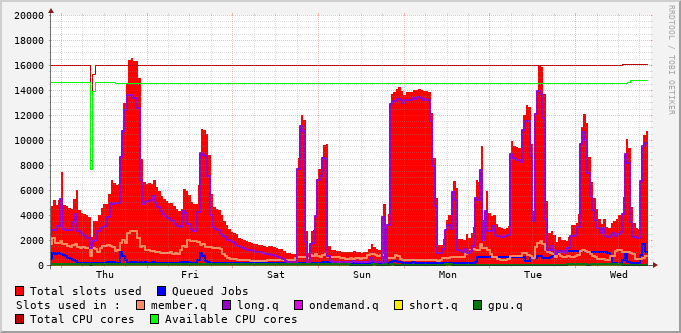 20000
18000
16000
14000
12000
10000
8000
6000
4000
2000
0
Thu Fri Sat Sun Mon Tue Wed
RRDTOOL / TOBI OETIKER
Total slots used Queued Jobs
Slots used in : member.q long.q ondemand.q short.q gpu.q
Total CPU cores Available CPU cores